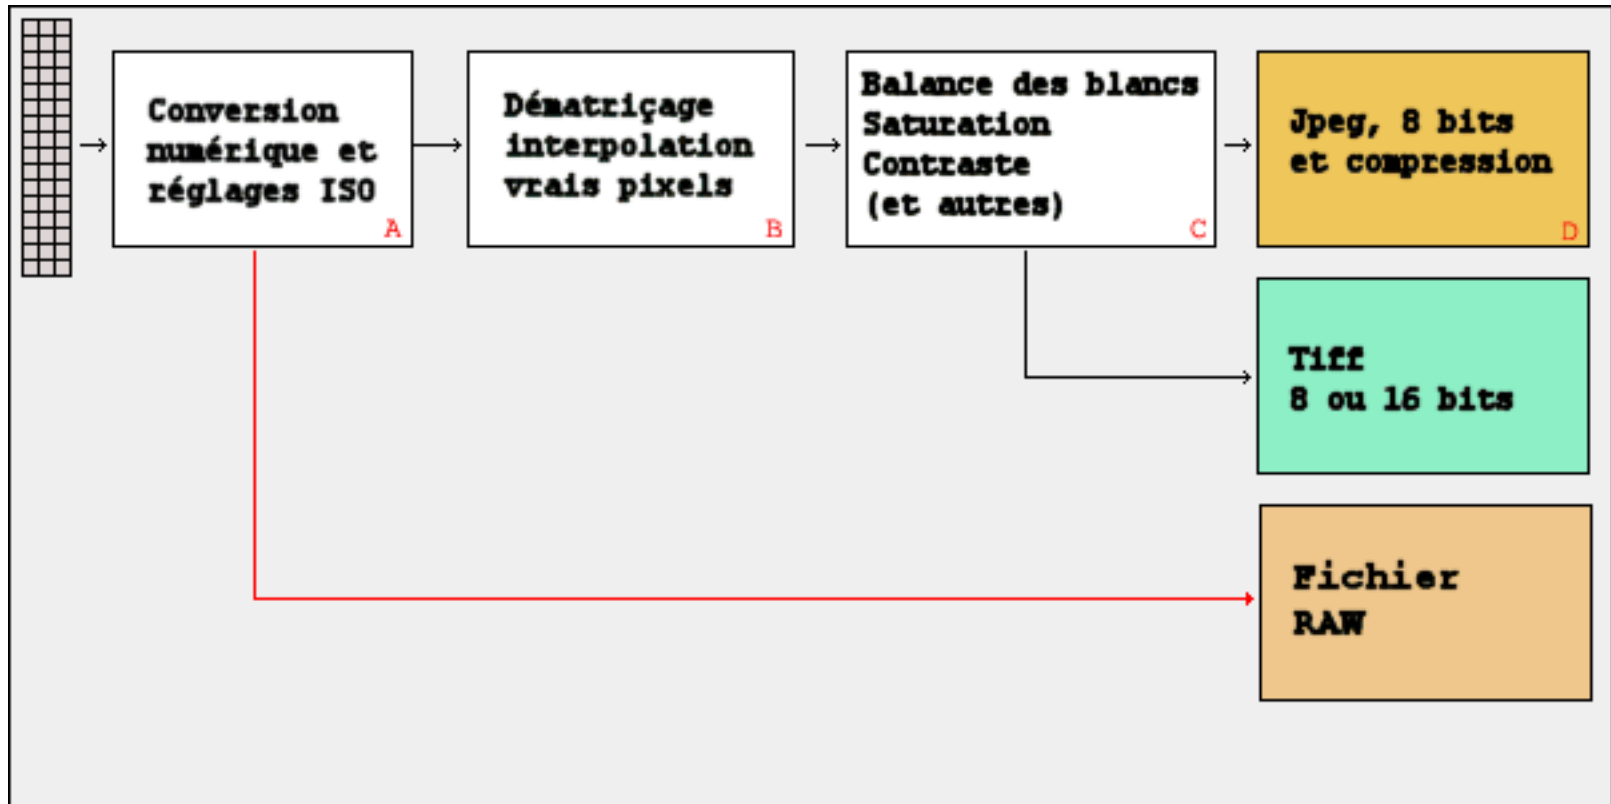 Conversion
numérique et
réglages ISO
A
Dématriçage
interpolation
vrais pixels
B
Balance des blancs
Saturation
Contraste
(et autres)
C
Jpeg, 8 bits
et compression
D
Tiff
8 ou 16 bits
Fichier
RAW